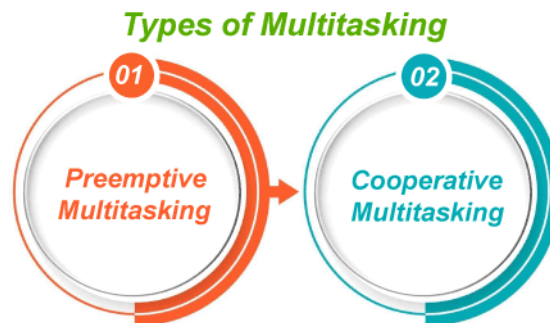 Types of Multitasking
01
Preemptive
Multitasking
02
Cooperative
Multitasking